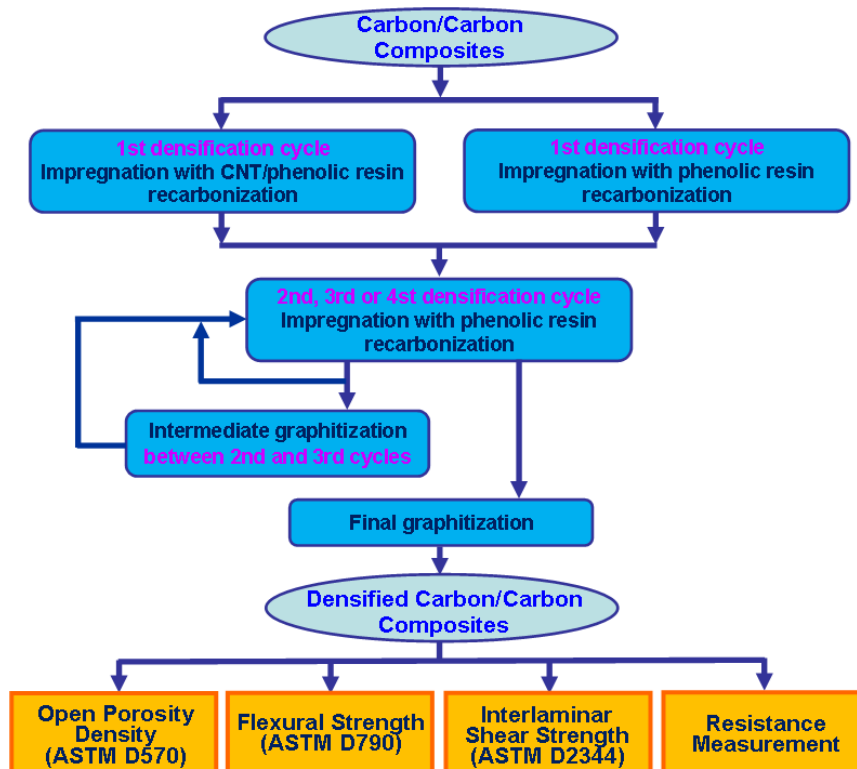 Carbon/Carbon
Composites
1st densification cycle
Impregnation with CNT/phenolic resin
recarbonization
1st densification cycle
Impregnation with phenolic resin
recarbonization
2nd, 3rd or 4st densification cycle
Impregnation with phenolic resin
recarbonization
Intermediate graphitization
between 2nd and 3rd cycles
Final graphitization
Densified Carbon/Carbon
Composites
Open Porosity
Density
(ASTM D570)
Flexural Strength
(ASTM D790)
Interlaminar
Shear Strength
(ASTM D2344)
Resistance
Measurement